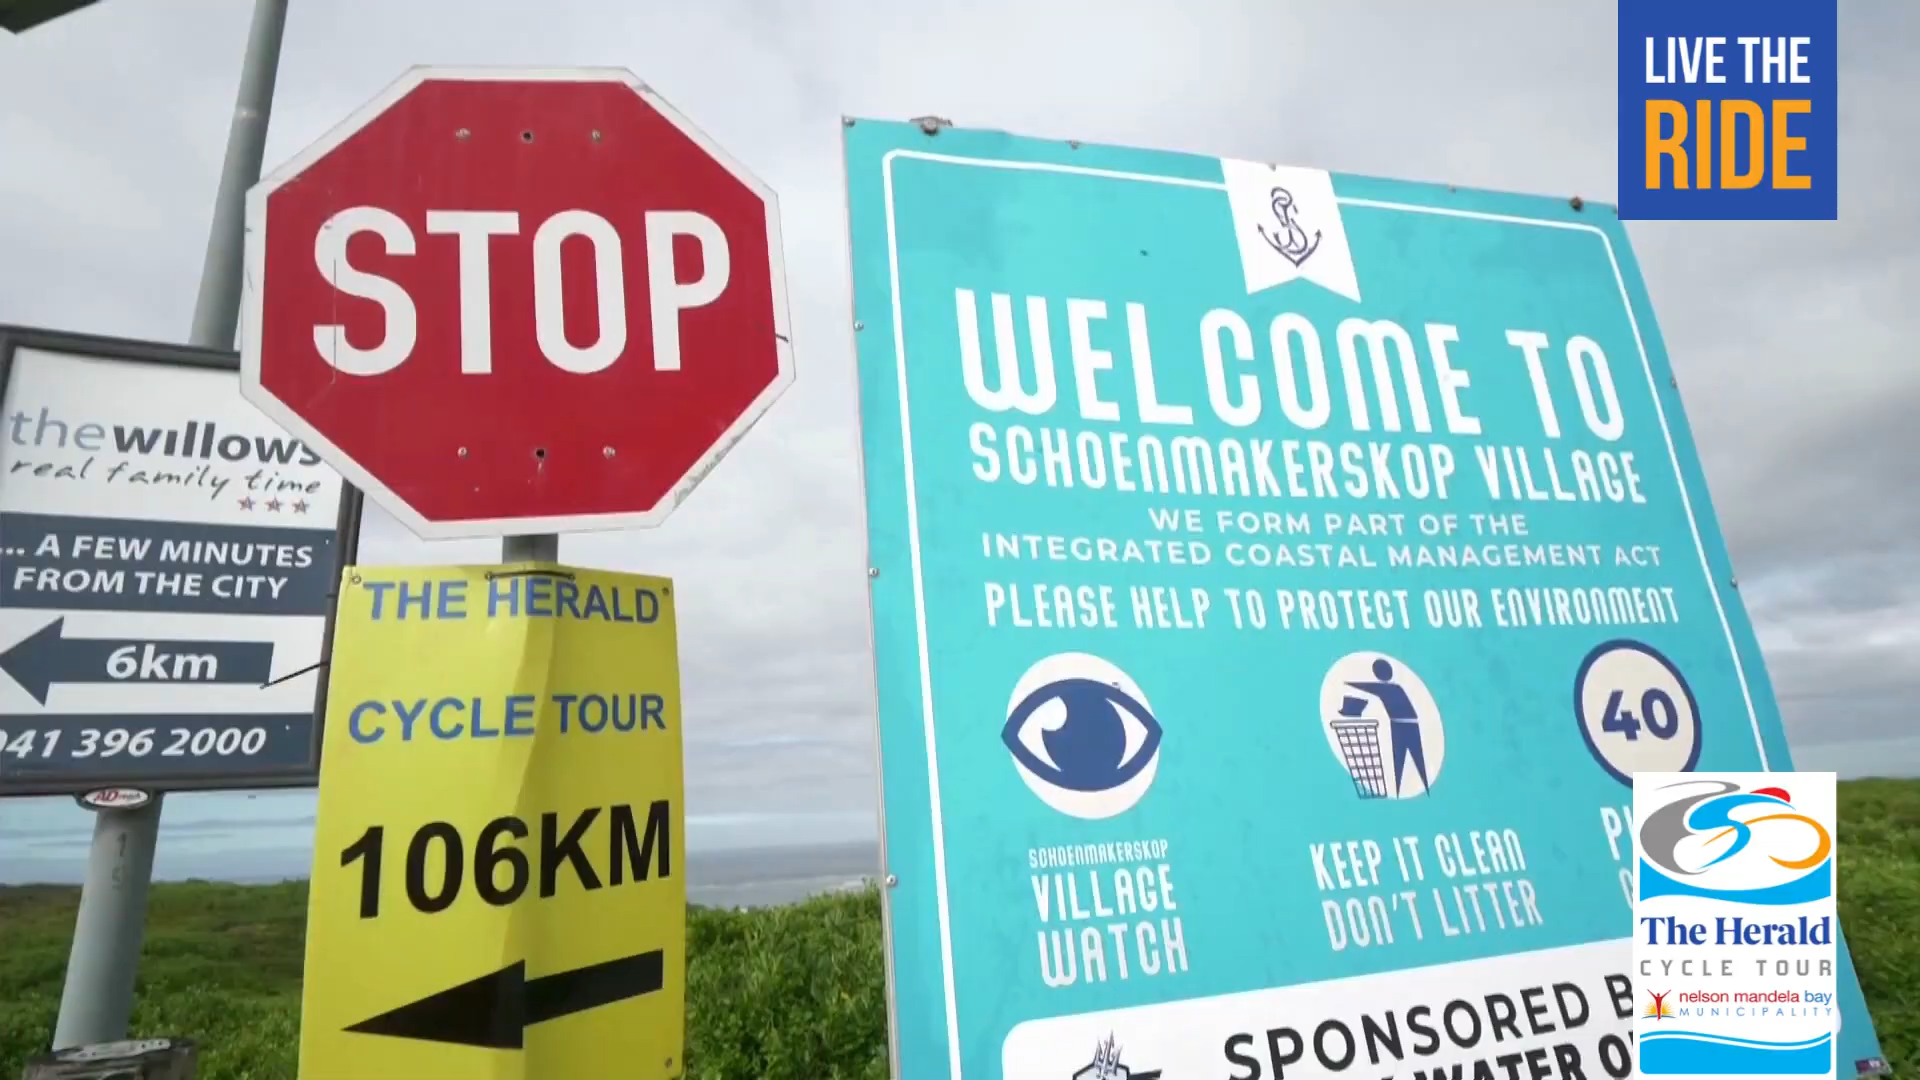 LIVE THE
RIDE
STOP
thewillows
real family time
... A FEW MINUTES
FROM THE CITY
6km
041 396 2000
THE HERALD
CYCLE TOUR
106KM
WELCOME TO
SCHOENMAKERSKOP VILLAGE
WE FORM PART OF THE
INTEGRATED COASTAL MANAGEMENT ACT
PLEASE HELP TO PROTECT OUR ENVIRONMENT
40
SCHOENMAKERSKOP
VILLAGE
WATCH
KEEP IT CLEAN
DON'T LITTER
SPONSORED
WATER
The Herald
CYCLE TOUR
nelson mandela bay
MUNICIPALITY